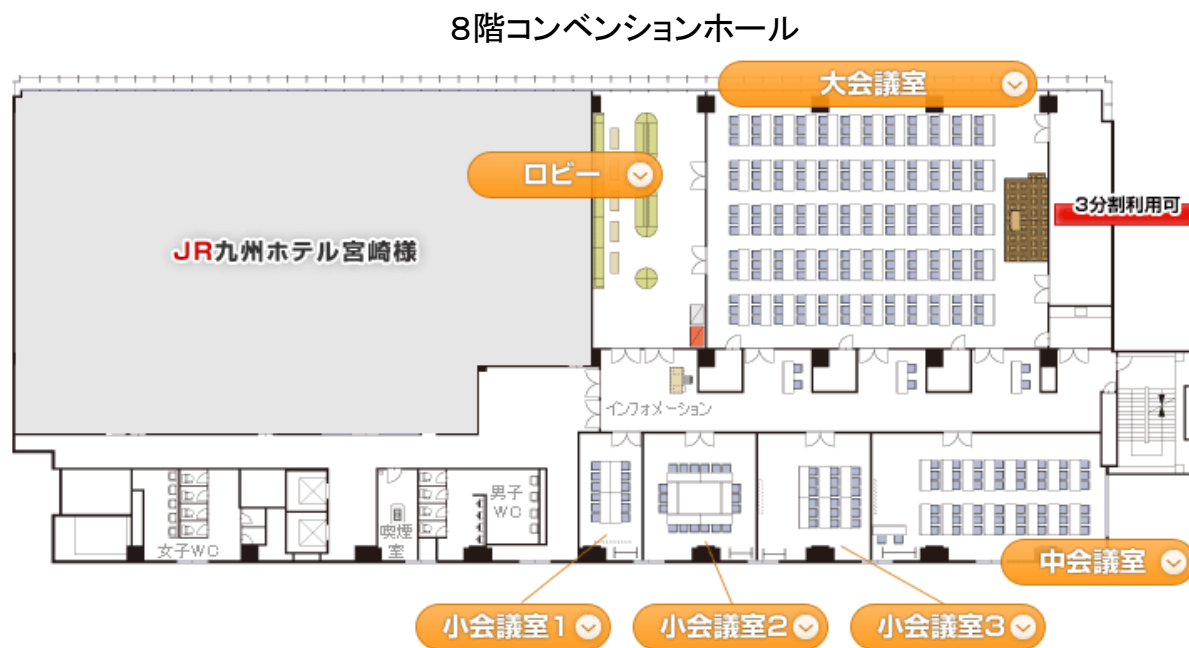 8階コンベンションホール
大会議室
ロビー
3分割利用可
JR九州ホテル宮崎様
インフォメーション
男子
WC
喫煙
室
女子WC
中会議室
小会議室1
小会議室2
小会議室3